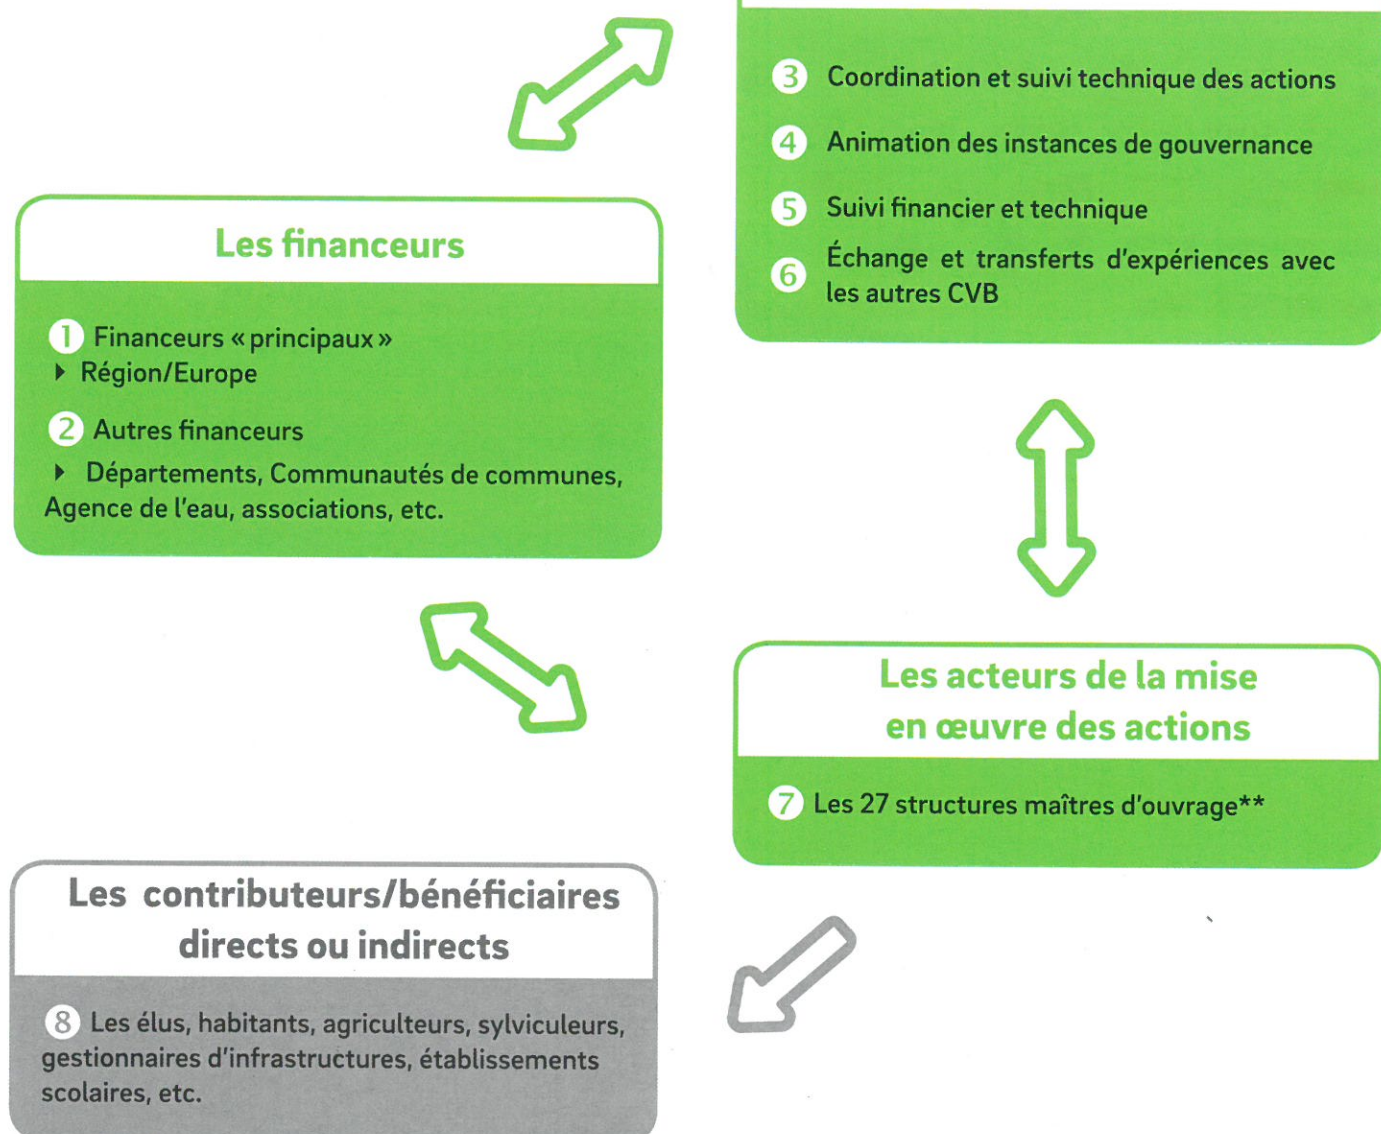 3 Coordination et suivi technique des actions
4 Animation des instances de gouvernance
5 Suivi financier et technique
6 Échange et transferts d'expériences avec
les autres CVB
Les financeurs
1 Financeurs « principaux »
▸ Région/Europe
2 Autres financeurs
▸ Départements, Communautés de communes,
Agence de l'eau, associations, etc.
Les acteurs de la mise
en œuvre des actions
7 Les 27 structures maîtres d'ouvrage**
Les contributeurs/bénéficiaires
directs ou indirects
8 Les élus, habitants, agriculteurs, sylviculeurs,
gestionnaires d'infrastructures, établissements
scolaires, etc.